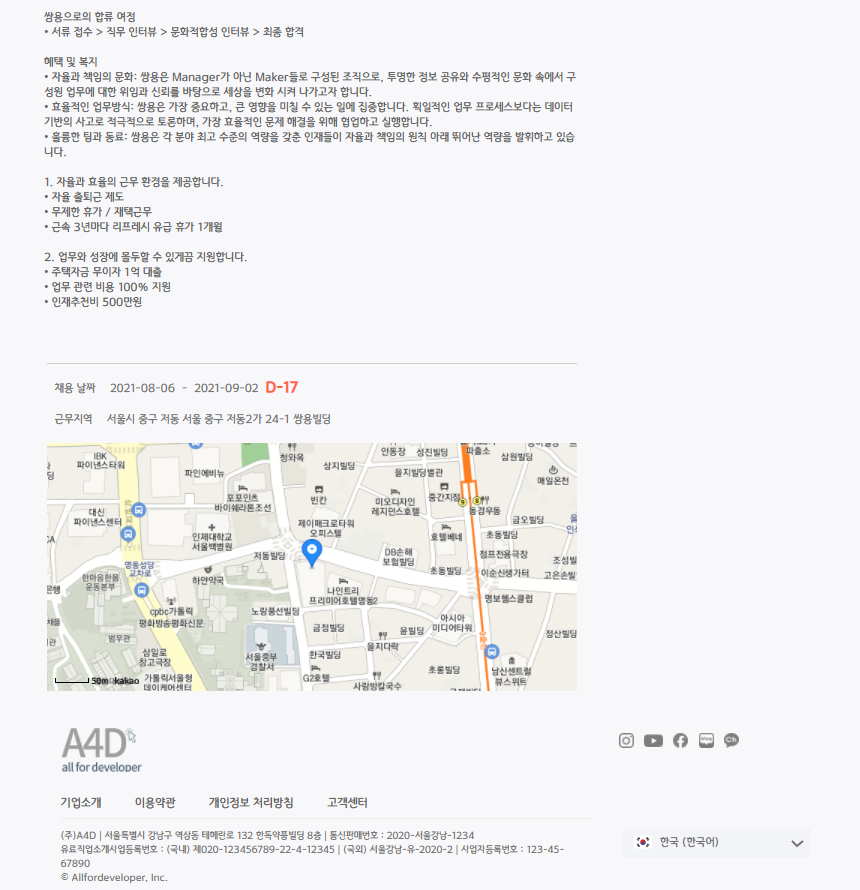 쌍용으로의 합류 여정
• 서류 접수 > 직무 인터뷰 > 문화적합성 인터뷰 > 최종 합격
혜택 및 복지
• 자율과 책임의 문화: 쌍용은 Manager가 아닌 Maker들로 구성된 조직으로, 투명한 정보 공유와 수평적인 문화 속에서 구
성원 업무에 대한 위임과 신뢰를 바탕으로 세상을 변화 시켜 나가고자 합니다.
• 효율적인 업무방식: 쌍용은 가장 중요하고, 큰 영향을 미칠 수 있는 일에 집중합니다. 획일적인 업무 프로세스보다는 데이터
기반의 사고로 적극적으로 토론하며, 가장 효율적인 문제 해결을 위해 협업하고 실행합니다.
• 훌륭한 팀과 동료: 쌍용은 각 분야 최고 수준의 역량을 갖춘 인재들이 자율과 책임의 원칙 아래 뛰어난 역량을 발휘하고 있습
니다.
1. 자율과 효율의 근무 환경을 제공합니다.
• 자율 출퇴근 제도
• 무제한 휴가 / 재택근무
• 근속 3년마다 리프레시 유급 휴가 1개월
2. 업무와 성장에 몰두할 수 있게끔 지원합니다.
• 주택자금 무이자 1억 대출
• 업무 관련 비용 100% 지원
• 인재추천비 500만원
채용 날짜 2021-08-06 - 2021-09-02 D-17
근무지역 서울시 중구 저동 서울 중구 저동2가 24-1 쌍용빌딩
IBK
파이낸스타워
파인에비뉴
청와옥
상지빌딩
안동장
성진빌딩
파출소
삼원빌딩
을지빌딩별관
매일온천
대신
파이낸스센터
포포인츠
바이쉐라톤조선
빈칸
미오디자인
레지던스호텔
중간지점
동경우동
금오빌딩
인제대학교
서울백병원
제이메크로타워
오피스텔
호텔베네
초동빌딩
저동빌딩
DB손해
보험빌딩
점프전음극장
명동성당
교차로
하얀약국
초동빌딩
이순신생가터
고은손빌
한마음한몸
운동본부
나인트리
프리미어호텔명동2
명보헬스클럽
cpbc가톨릭
평화방송평화신문
노랑풍선빌딩
아시아
미디어타워
금정빌딩
윤빌딩
정산빌딩
범우관
을지다락
삼일로
창고극장
서울중부
경찰서
한국빌딩
초롱빌딩
남산센트럴
뷰스위트
가톨릭서울형
데이케어센터
G2호텔
사랑방칼국수
50m kakao
A4D
all for developer
기업소개 이용약관 개인정보 처리방침 고객센터
(주)A4D | 서울특별시 강남구 역삼동 테헤란로 132 한독약품빌딩 8층 | 통신판매번호 : 2020-서울강남-1234
유료직업소개사업등록번호 : (국내) 제020-123456789-22-4-12345 | (국외) 서울강남-유-2020-2 | 사업자등록번호 : 123-45-
67890
© Allfordeveloper, Inc.
한국 (한국어)